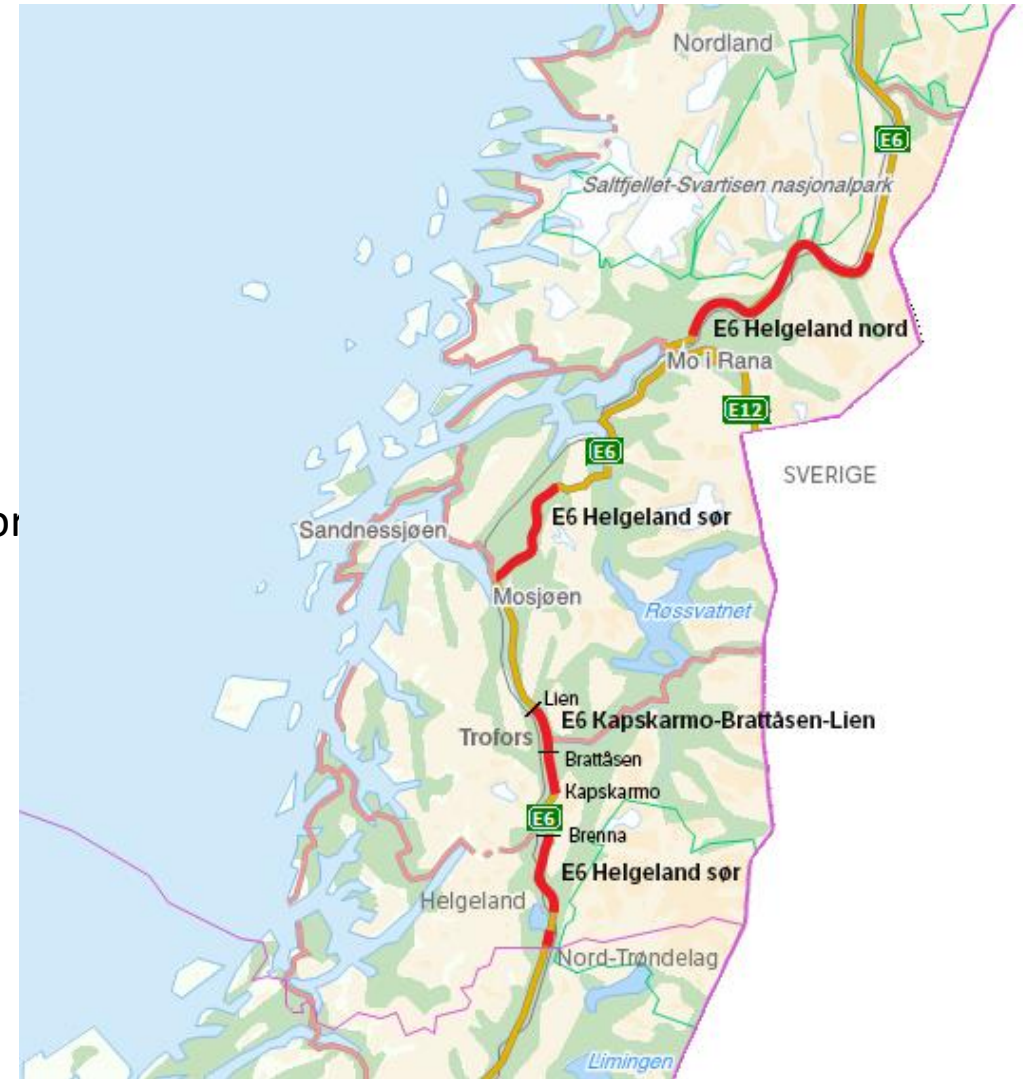 Nordland
E6
Saltfjellet-Svartisen nasjonalpark
E6 Helgeland nord
Mo i Rana
E12
E6
SVERIGE
or
E6 Helgeland sør
Sandnessjøen
Mosjøen
Røssvatnet
Lien
E6 Kapskarmo-Brattåsen-Lien
Trofors
Brattåsen
Kapskarmo
E6
Brenna
E6 Helgeland sør
Helgeland
Nord-Trøndelag
Limingen